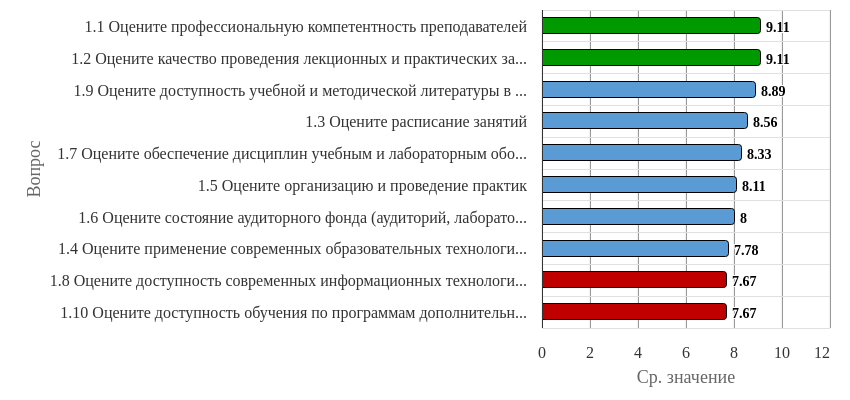 1.1 Оцените профессиональную компетентность преподавателей 9.11
1.2 Оцените качество проведения лекционных и практических за... 9.11
1.9 Оцените доступность учебной и методической литературы в ... 8.89
1.3 Оцените расписание занятий 8.56
1.7 Оцените обеспечение дисциплин учебным и лабораторным обо... 8.33
1.5 Оцените организацию и проведение практик 8.11
1.6 Оцените состояние аудиторного фонда (аудиторий, лаборато... 8
1.4 Оцените применение современных образовательных технологи... 7.78
1.8 Оцените доступность современных информационных технологи... 7.67
1.10 Оцените доступность обучения по программам дополнительн... 7.67
Вопрос
0 2 4 6 8 10 12
Ср. значение